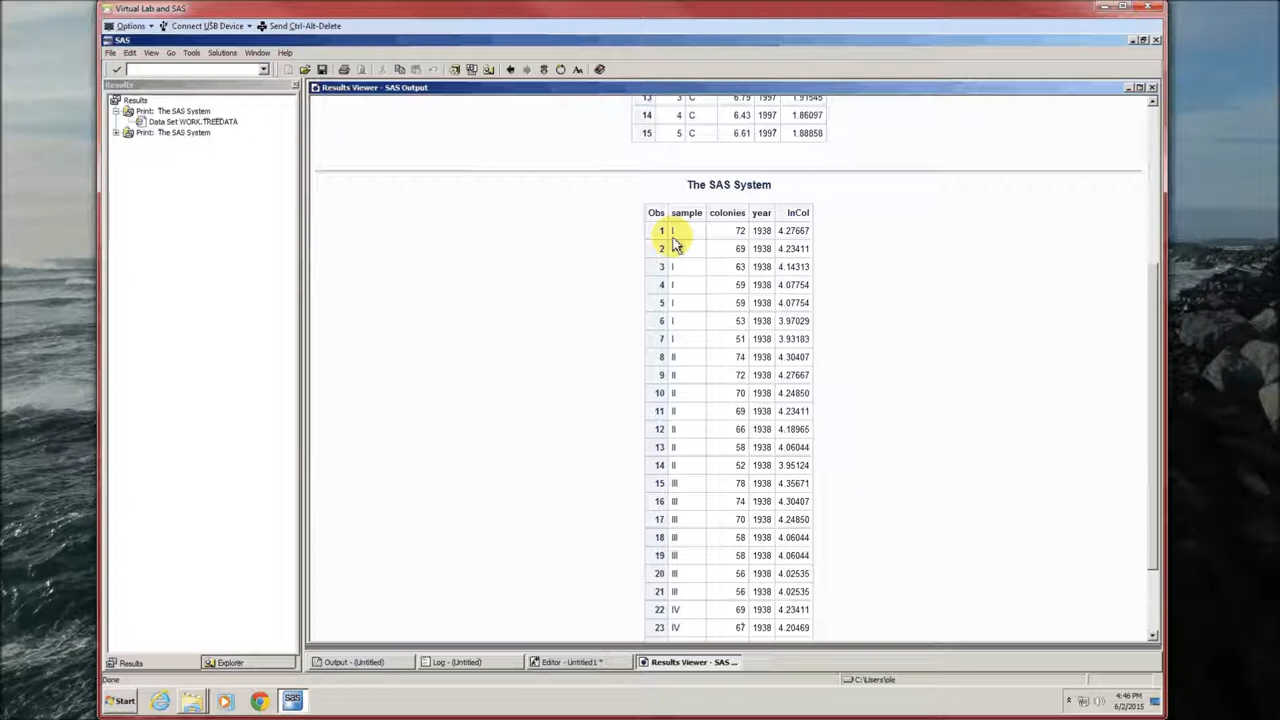 Virtual Lab and SAS
Options Connect USB Device Send Ctrl-Alt-Delete
SAS
File Edit View Go Tools Solutions Window Help
Results
Results Viewer - SAS Output
Results
Print: The SAS System
Data Set WORK.TREEDATA
Print: The SAS System
13 3 C 6.79 1997 1.91545
14 4 C 6.43 1997 1.86097
15 5 C 6.61 1997 1.88858
The SAS System
Obs sample colonies year lnCol
1 I 72 1938 4.27667
2 69 1938 4.23411
3 I 63 1938 4.14313
4 I 59 1938 4.07754
5 I 59 1938 4.07754
6 I 53 1938 3.97029
7 I 51 1938 3.93183
8 II 74 1938 4.30407
9 II 72 1938 4.27667
10 II 70 1938 4.24850
11 II 69 1938 4.23411
12 II 66 1938 4.18965
13 II 58 1938 4.06044
14 II 52 1938 3.95124
15 III 78 1938 4.35671
16 III 74 1938 4.30407
17 III 70 1938 4.24850
18 III 58 1938 4.06044
19 III 58 1938 4.06044
20 III 56 1938 4.02535
21 III 56 1938 4.02535
22 IV 69 1938 4.23411
23 IV 67 1938 4.20469
Results Explorer Output - (Untitled) Log - (Untitled) Editor - Untitled1 * Results Viewer - SAS ...
Done C:\Users\ole
Start sas 4:46 PM
6/2/2015